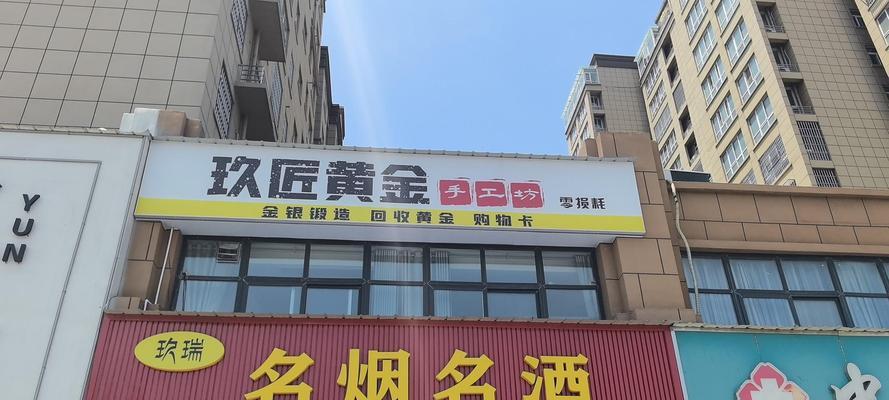 玖匠黄金 手工坊 零损耗
金银锻造 回收黄金 购物卡
YUN
玖瑞
名烟名酒